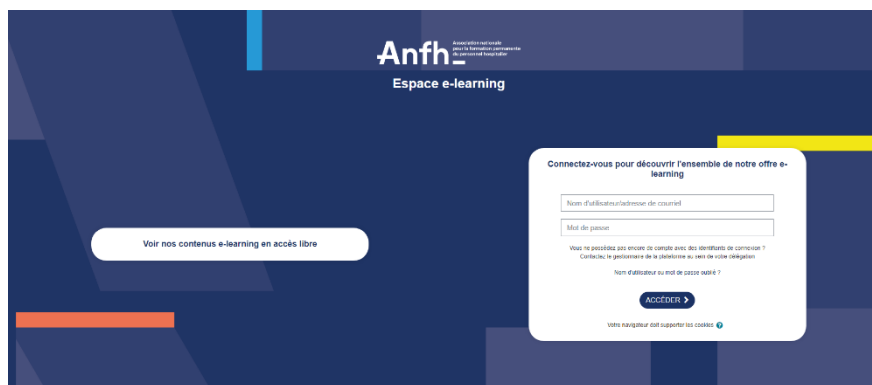 Anfh
Association nationale
pour la formation permanente
du personnel hospitalier
Espace e-learning
Voir nos contenus e-learning en accès libre
Connectez-vous pour découvrir l'ensemble de notre offre e-
learning
Nom d'utilisateur/adresse de courriel
Mot de passe
Vous ne possédez pas encore de compte avec des identifiants de connexion ?
Contactez le gestionnaire de la plateforme au sein de votre délégation
Nom d'utilisateur ou mot de passe oublié ?
ACCÉDER
Votre navigateur doit supporter les cookies